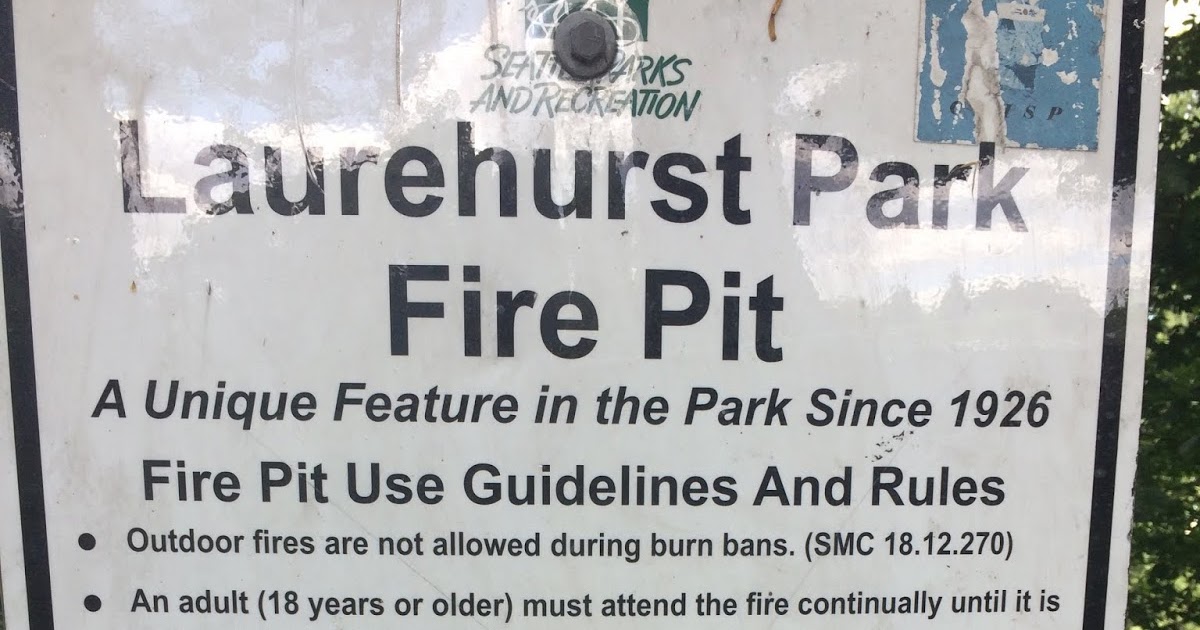 SEATTLE PARKS
AND RECREATION
Laurehurst Park
Fire Pit
A Unique Feature in the Park Since 1926
Fire Pit Use Guidelines And Rules
● Outdoor fires are not allowed during burn bans. (SMC 18.12.270)
● An adult (18 years or older) must attend the fire continually until it is